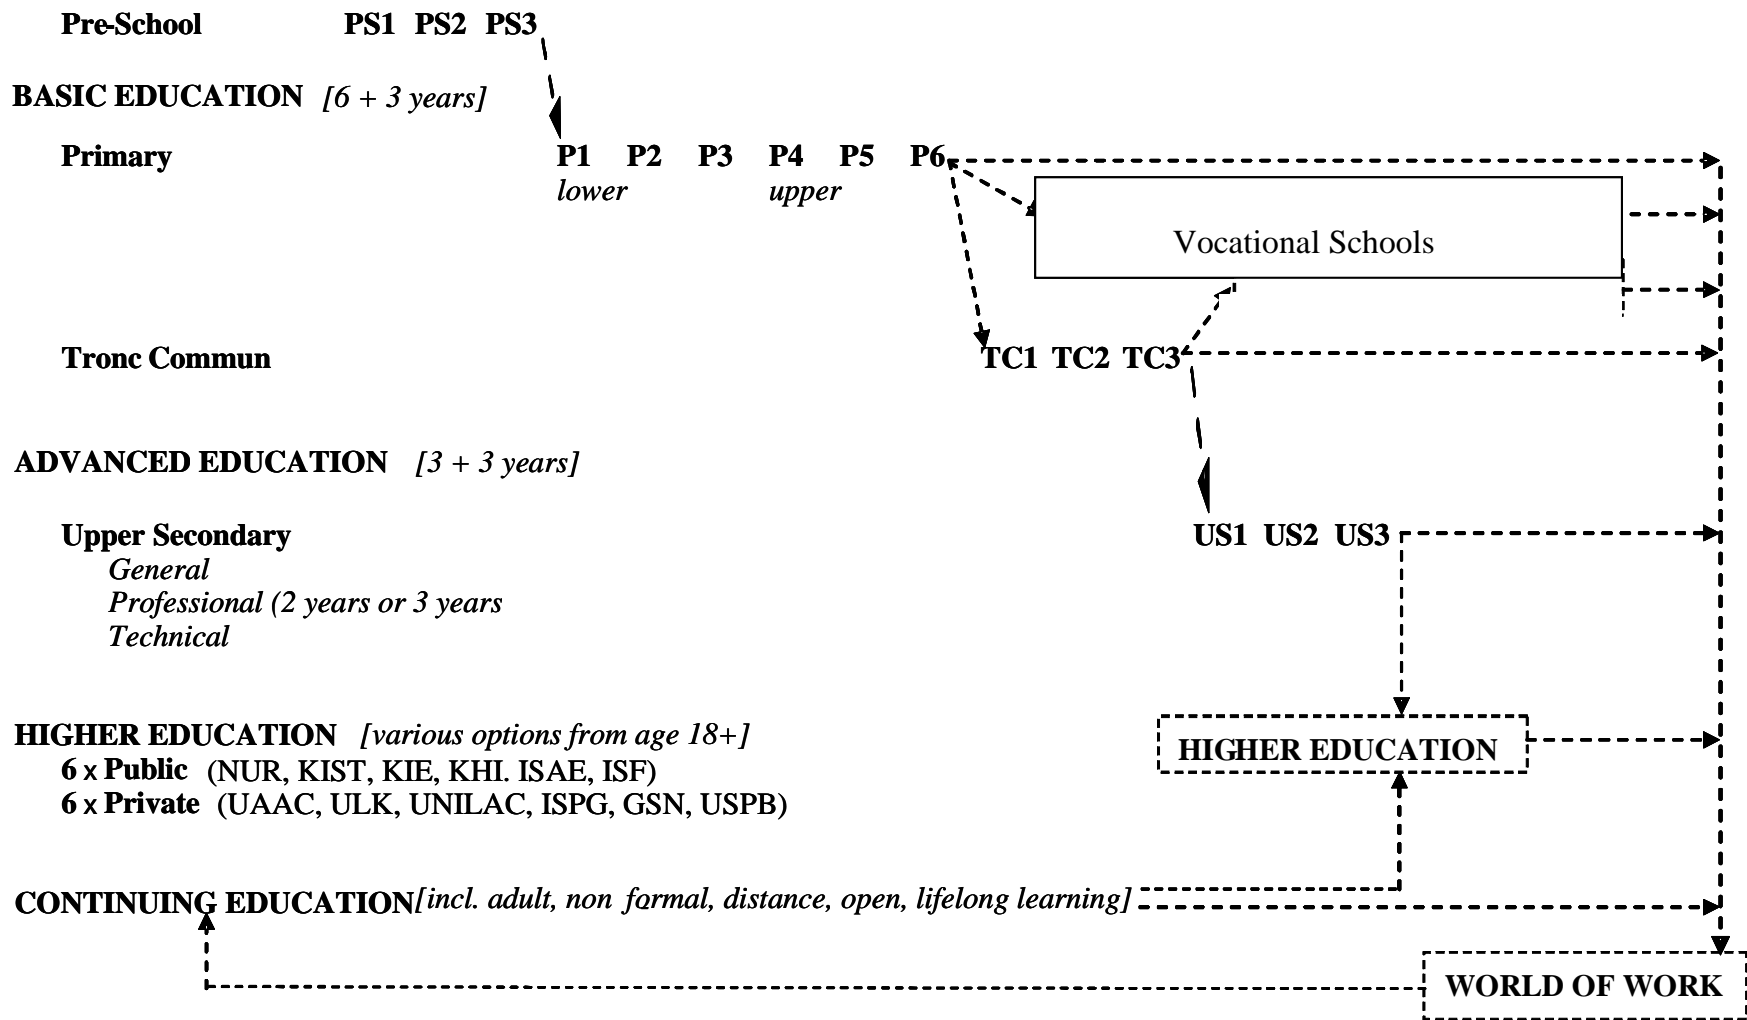 Pre-School PS1 PS2 PS3
BASIC EDUCATION [6 + 3 years]
Primary P1 P2 P3 P4 P5 P6
lower upper
Vocational Schools
Tronc Commun TC1 TC2 TC3
ADVANCED EDUCATION [3 + 3 years]
Upper Secondary US1 US2 US3
General
Professional (2 years or 3 years
Technical
HIGHER EDUCATION [various options from age 18+]
HIGHER EDUCATION
6 x Public (NUR, KIST, KIE, KHI. ISAE, ISF)
6 x Private (UAAC, ULK, UNILAC, ISPG, GSN, USPB)
CONTINUING EDUCATION [incl. adult, non formal, distance, open, lifelong learning]
WORLD OF WORK